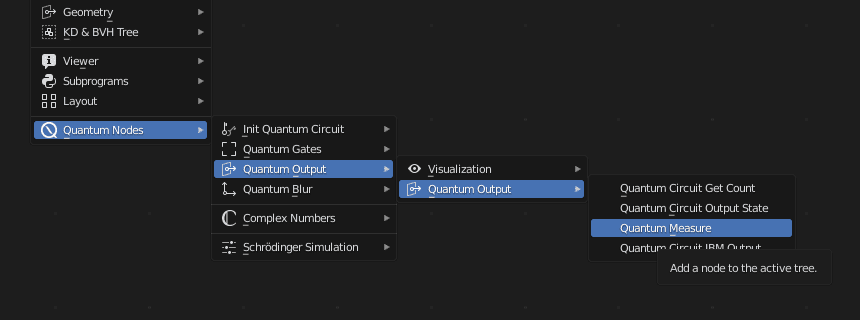 Geometry
KD & BVH Tree
Viewer
Subprograms
Layout
Quantum Nodes
Init Quantum Circuit
Quantum Gates
Quantum Output
Quantum Blur
Complex Numbers
Schrödinger Simulation
Visualization
Quantum Output
Quantum Circuit Get Count
Quantum Circuit Output State
Quantum Measure
Quantum Circuit IBM Output
Add a node to the active tree.